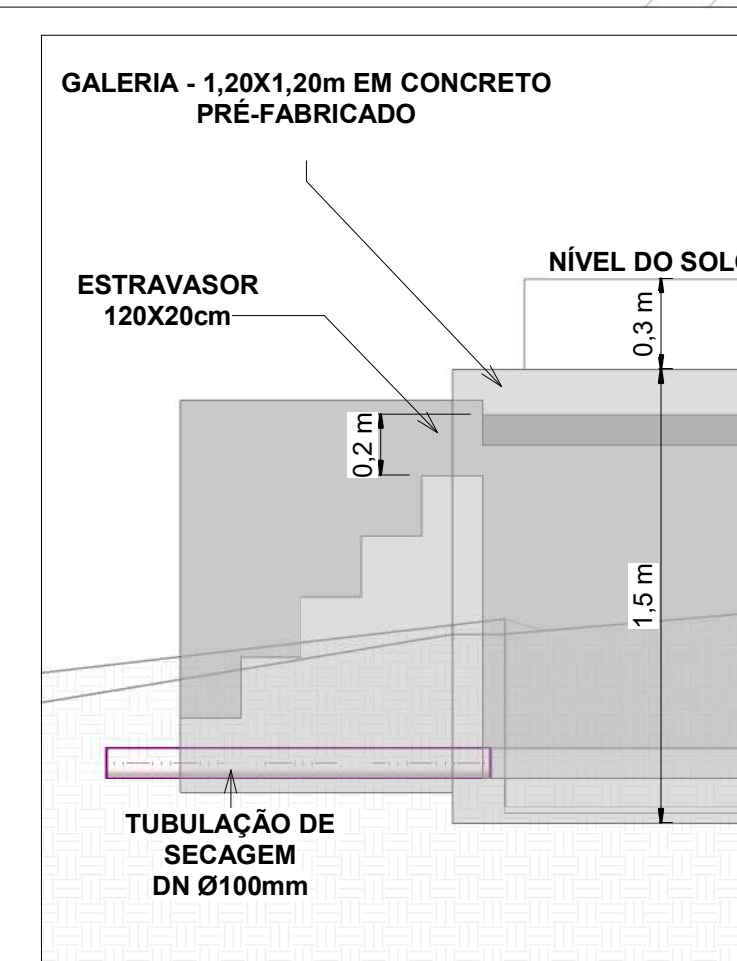 GALERIA - 1,20X1,20m EM CONCRETO
PRÉ-FABRICADO
NÍVEL DO SOLO
ESTRAVASOR
120X20cm
0,3 m
0,2 m
1,5 m
TUBULAÇÃO DE
SECAGEM
DN Ø100mm